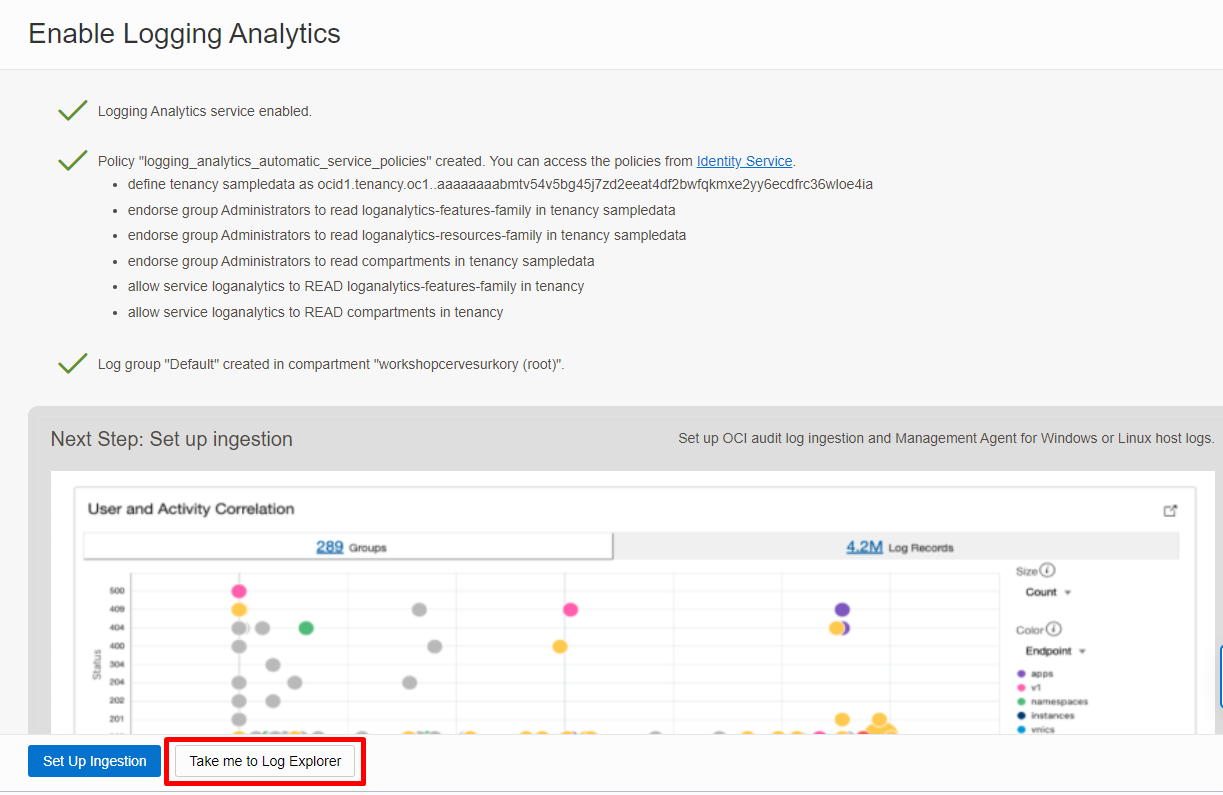 Enable Logging Analytics
Logging Analytics service enabled.
Policy "logging_analytics_automatic_service_policies" created. You can access the policies from Identity Service.
define tenancy sampledata as ocid1.tenancy.oc1..aaaaaaaabmtv54v5bg45j7zd2eeat4df2bwfqkmxe2yy6ecdfrc36wloe4ia
endorse group Administrators to read loganalytics-features-family in tenancy sampledata
endorse group Administrators to read loganalytics-resources-family in tenancy sampledata
endorse group Administrators to read compartments in tenancy sampledata
allow service loganalytics to READ loganalytics-features-family in tenancy
allow service loganalytics to READ compartments in tenancy
Log group "Default" created in compartment "workshopcervesurkory (root)".
Next Step: Set up ingestion
Set up OCI audit log ingestion and Management Agent for Windows or Linux host logs.
User and Activity Correlation
289 Groups
4.2M Log Records
Status
500
409
404
400
304
204
202
201
Size
Count
Color
Endpoint
apps
v1
namespaces
instances
vnics
Set Up Ingestion
Take me to Log Explorer